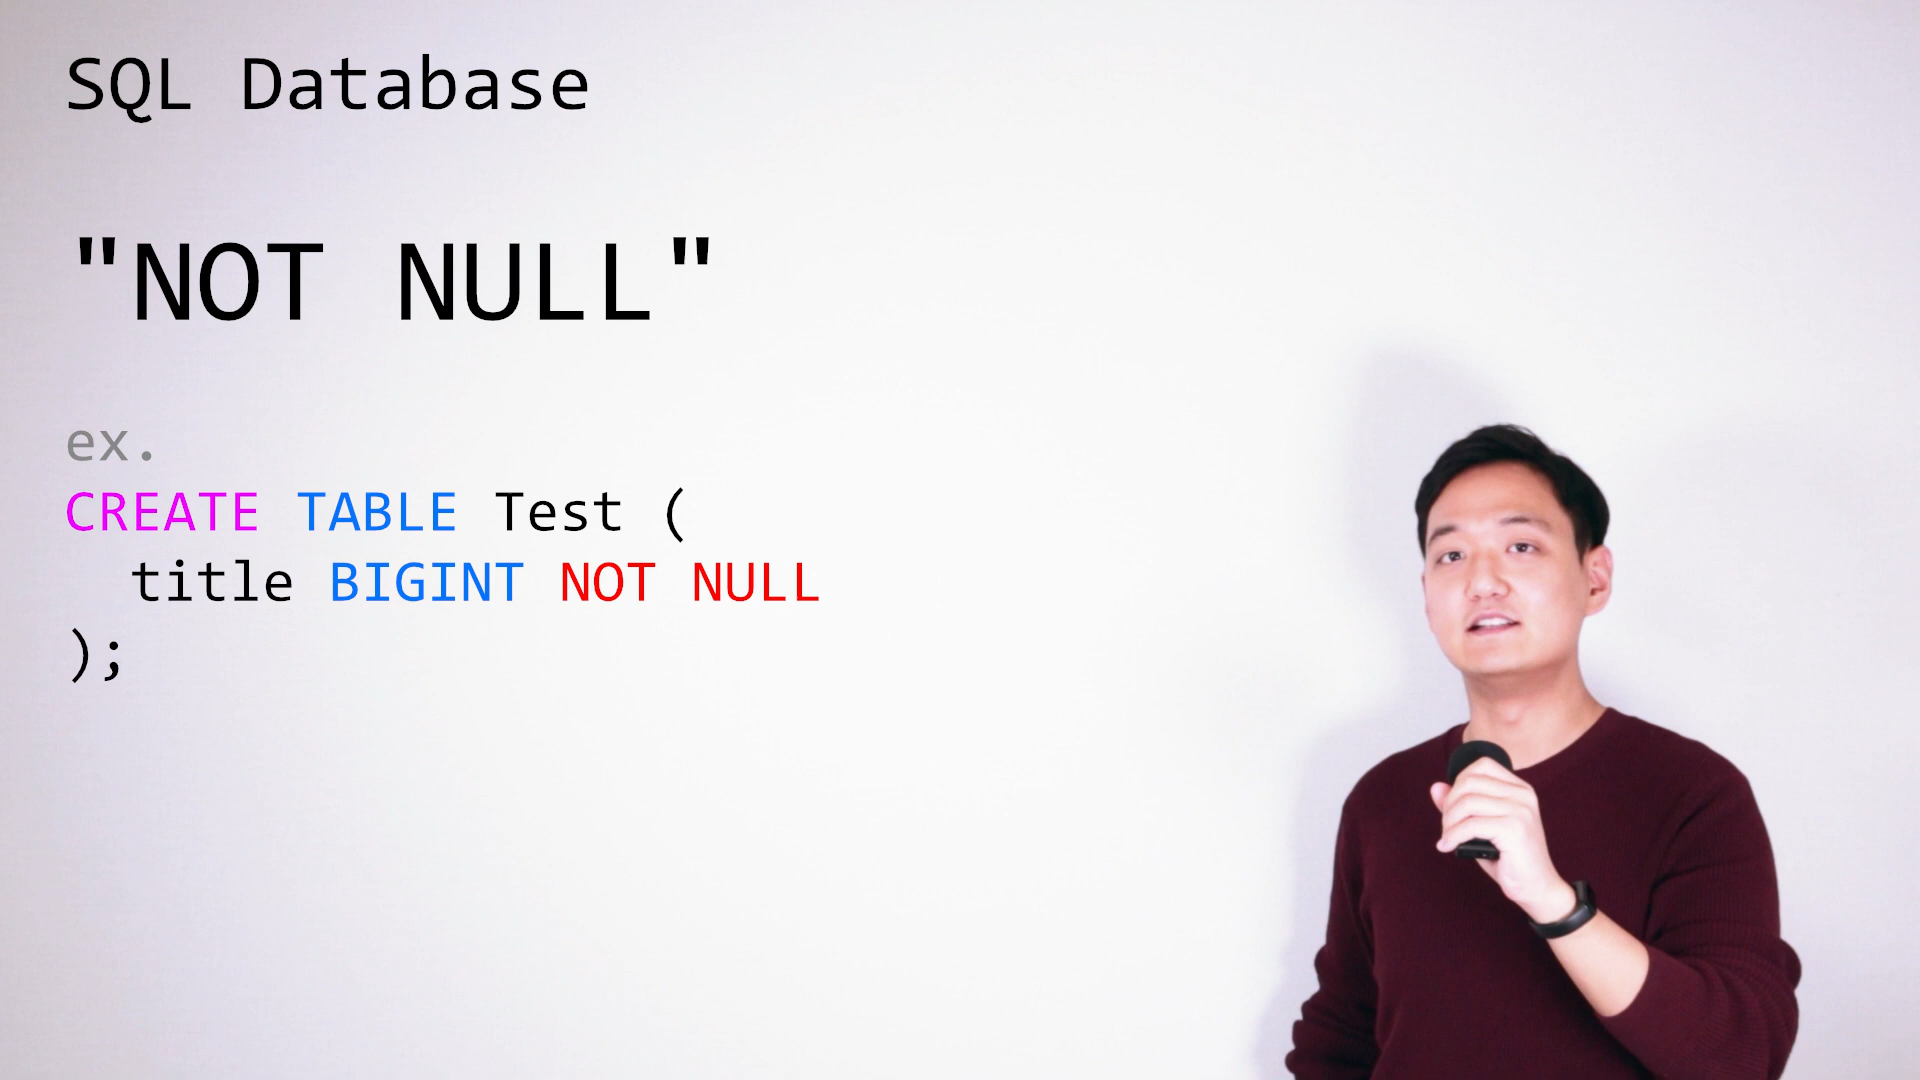 SQL Database
"NOT NULL"
ex.
CREATE TABLE Test (
title BIGINT NOT NULL
);